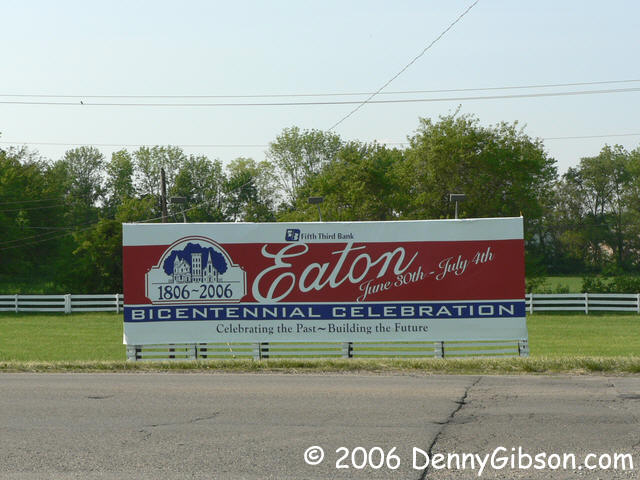 Fifth Third Bank
Eaton
June 30th - July 4th
1806~2006
BICENTENNIAL CELEBRATION
Celebrating the Past~Building the Future
© 2006 DennyGibson.com